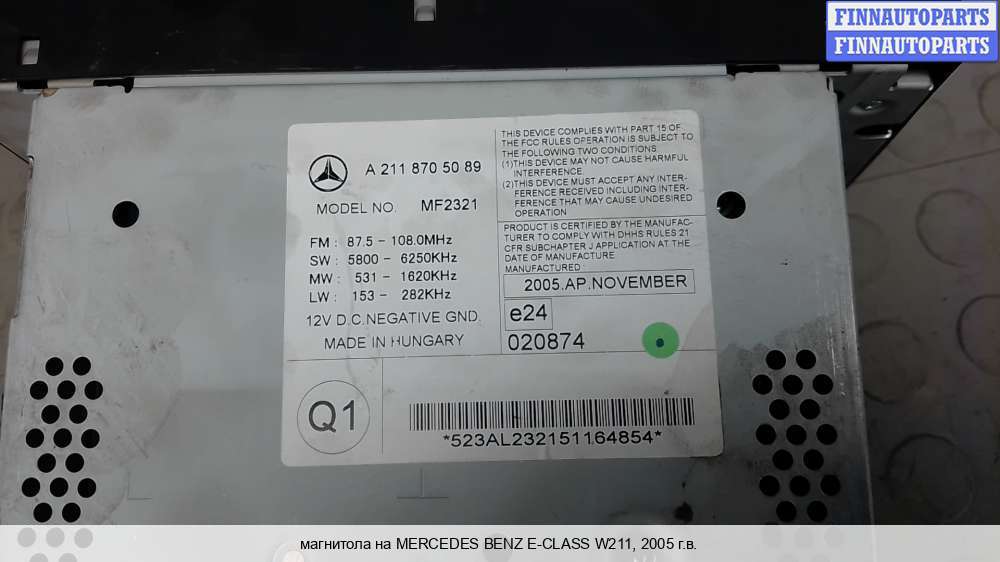 FINNAUTOPARTS
FINNAUTOPARTS
A 211 870 50 89
MODEL NO. MF2321
FM : 87.5 - 108.0MHz
SW : 5800 - 6250KHz
MW : 531 - 1620KHz
LW : 153 - 282KHz
12V D.C.NEGATIVE GND.
MADE IN HUNGARY
THIS DEVICE COMPLIES WITH PART 15 OF
THE FCC RULES OPERATION IS SUBJECT TO
THE FOLLOWING TWO CONDITIONS
(1)THIS DEVICE MAY NOT CAUSE HARMFUL
INTERFERENCE.
(2)THIS DEVICE MUST ACCEPT ANY INTER-
FERENCE RECEIVED INCLUDING INTER-
FERENCE THAT MAY CAUSE UNDESIRED
OPERATION
PRODUCT IS CERTIFIED BY THE MANUFAC-
TURER TO COMPLY WITH DHHS RULES 21
CFR SUBCHAPTER J APPLICATION AT THE
DATE OF MANUFACTURE
MANUFACTURED :
2005.AP.NOVEMBER
e24
020874
Q1
*523AL232151164854*
магнитола на MERCEDES BENZ E-CLASS W211, 2005 г.в.